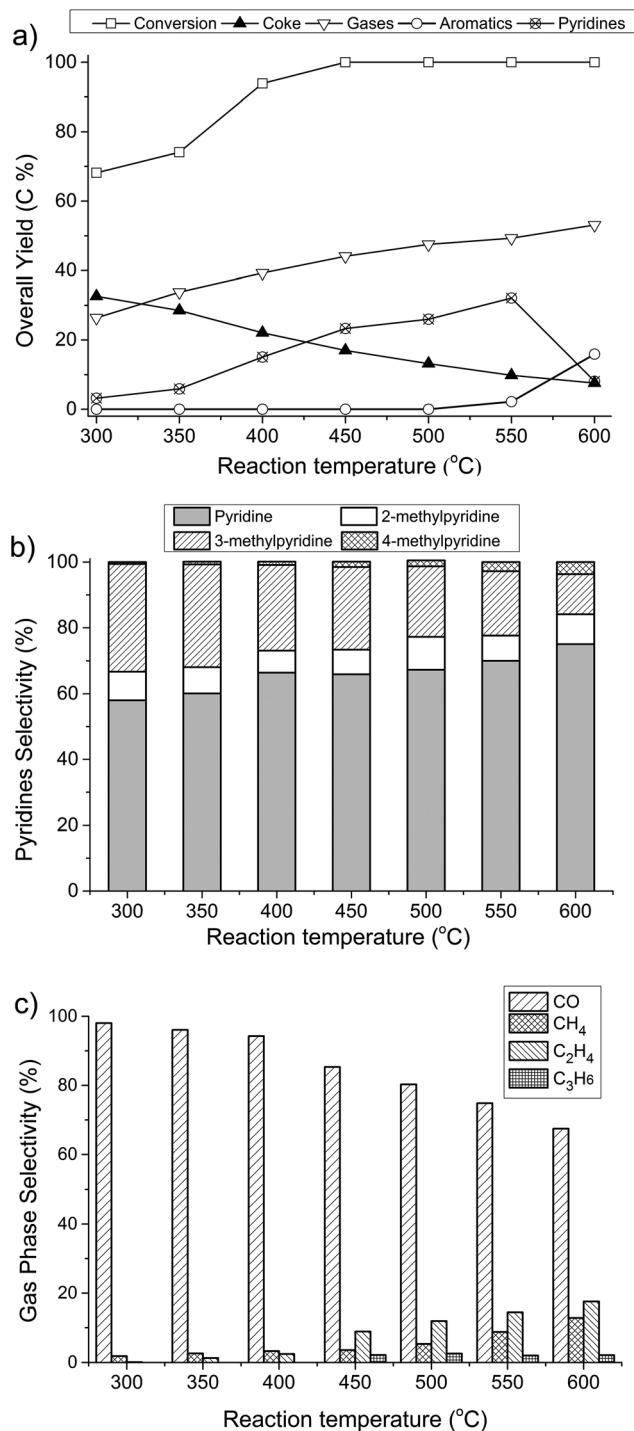 a)
Conversion Coke Gases Aromatics Pyridines
100
80
60
40
20
0
Overall Yield (C %)
300 350 400 450 500 550 600
Reaction temperature (°C)
b)
Pyridine 2-methylpyridine
3-methylpyridine 4-methylpyridine
100
80
60
40
20
0
Pyridines Selectivity (%)
300 350 400 450 500 550 600
Reaction temperature (°C)
c)
CO
CH4
C2H4
C3H6
100
80
60
40
20
0
Gas Phase Selectivity (%)
300 350 400 450 500 550 600
Reaction temperature (°C)